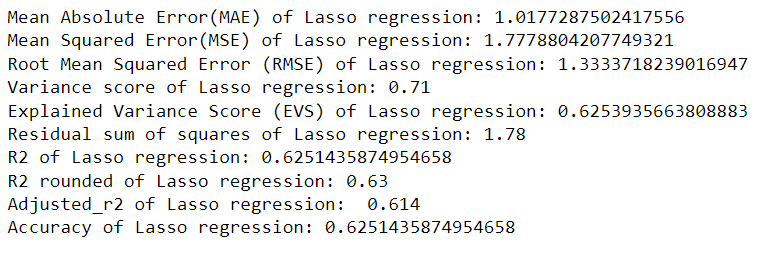 Mean Absolute Error(MAE) of Lasso regression: 1.0177287502417556
Mean Squared Error(MSE) of Lasso regression: 1.7778804207749321
Root Mean Squared Error (RMSE) of Lasso regression: 1.3333718239016947
Variance score of Lasso regression: 0.71
Explained Variance Score (EVS) of Lasso regression: 0.6253935663808883
Residual sum of squares of Lasso regression: 1.78
R2 of Lasso regression: 0.6251435874954658
R2 rounded of Lasso regression: 0.63
Adjusted_r2 of Lasso regression:  0.614
Accuracy of Lasso regression: 0.6251435874954658